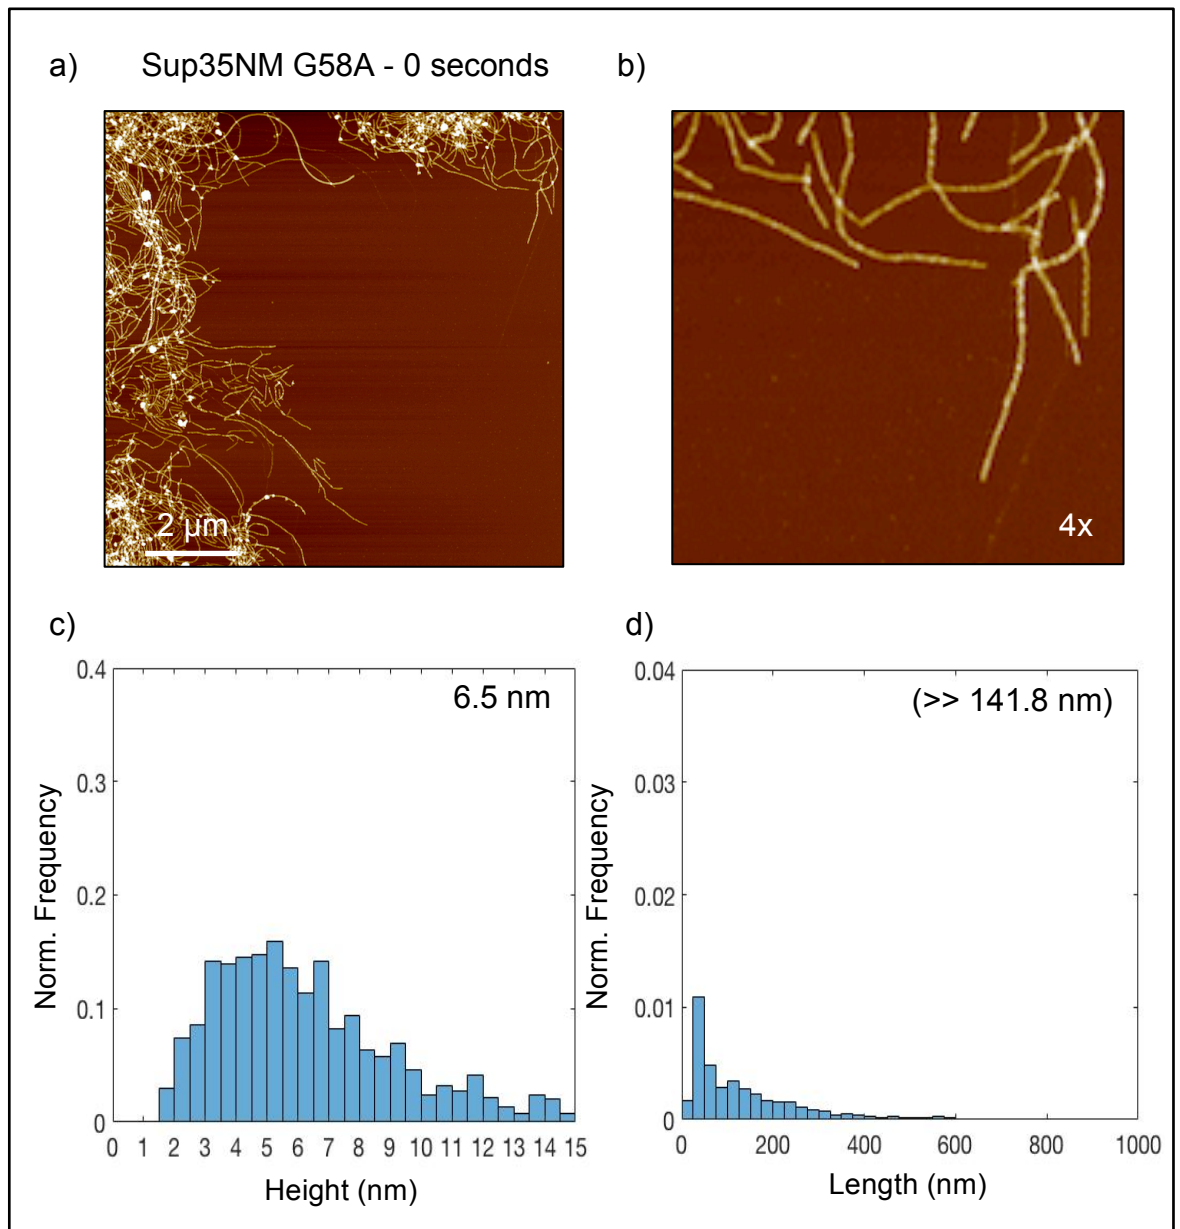 a) Sup35NM G58A - 0 seconds
b)
2 µm
4x
c)
6.5 nm
0.4
0.3
0.2
0.1
0
Norm. Frequency
0 1 2 3 4 5 6 7 8 9 10 11 12 13 14 15
Height (nm)
d)
(>> 141.8 nm)
0.04
0.03
0.02
0.01
0
Norm. Frequency
0 200 400 600 800 1000
Length (nm)